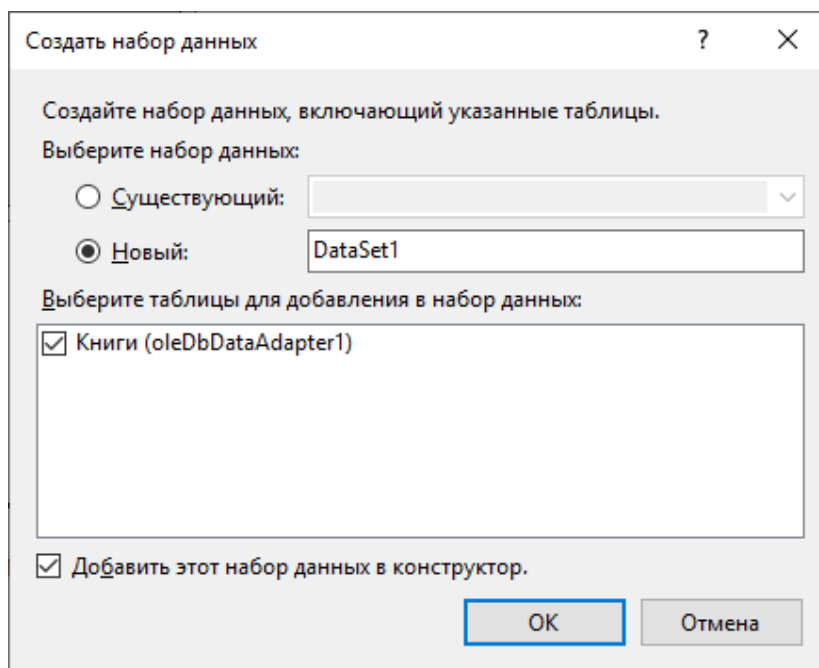 Создать набор данных ?
Создайте набор данных, включающий указанные таблицы.
Выберите набор данных:
Существующий:
Новый: DataSet1
Выберите таблицы для добавления в набор данных:
Книги (oleDbDataAdapter1)
Добавить этот набор данных в конструктор.
ОК Отмена